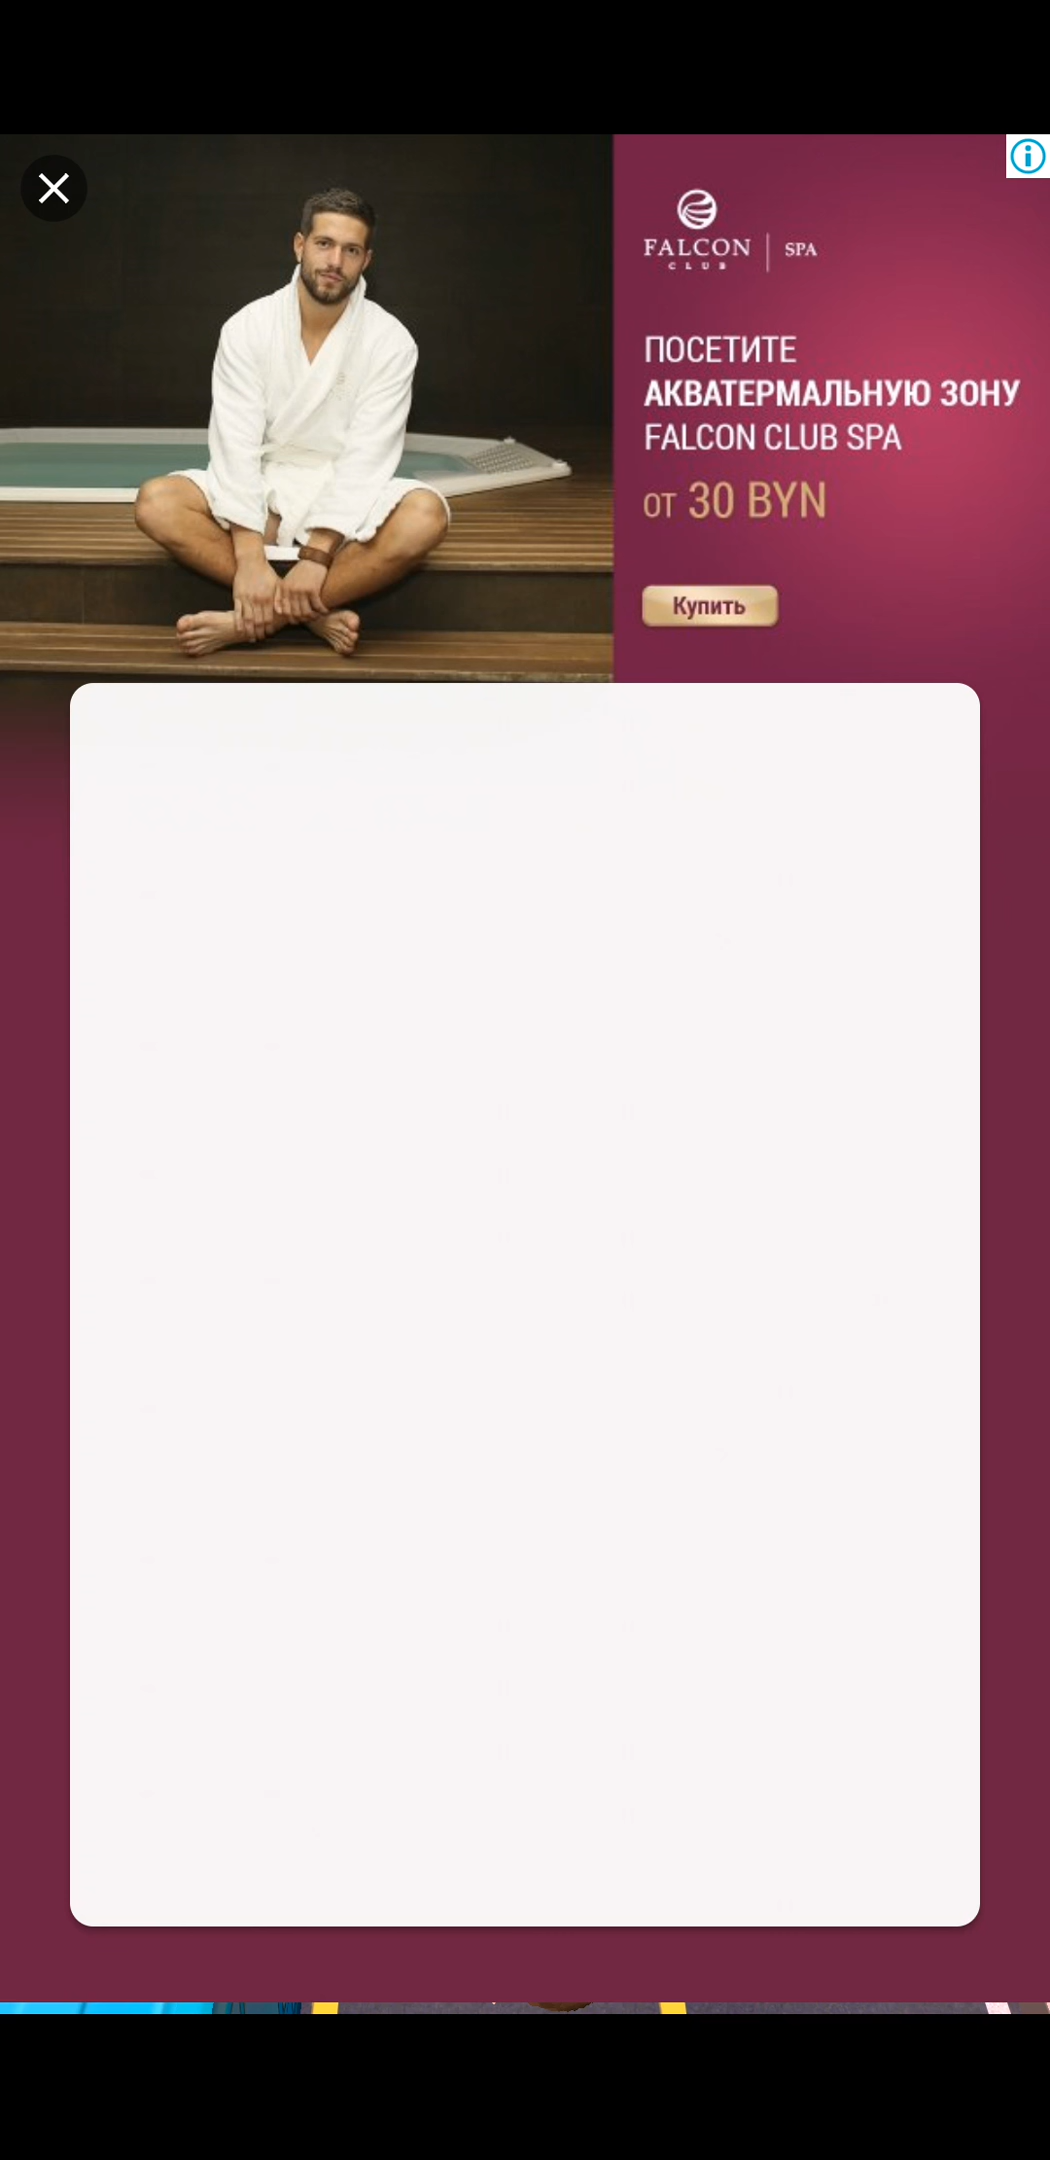 FALCON
CLUB
SPA
ПОСЕТИТЕ
АКВАТЕРМАЛЬНУЮ ЗОНУ
FALCON CLUB SPA
от 30 BYN
Купить